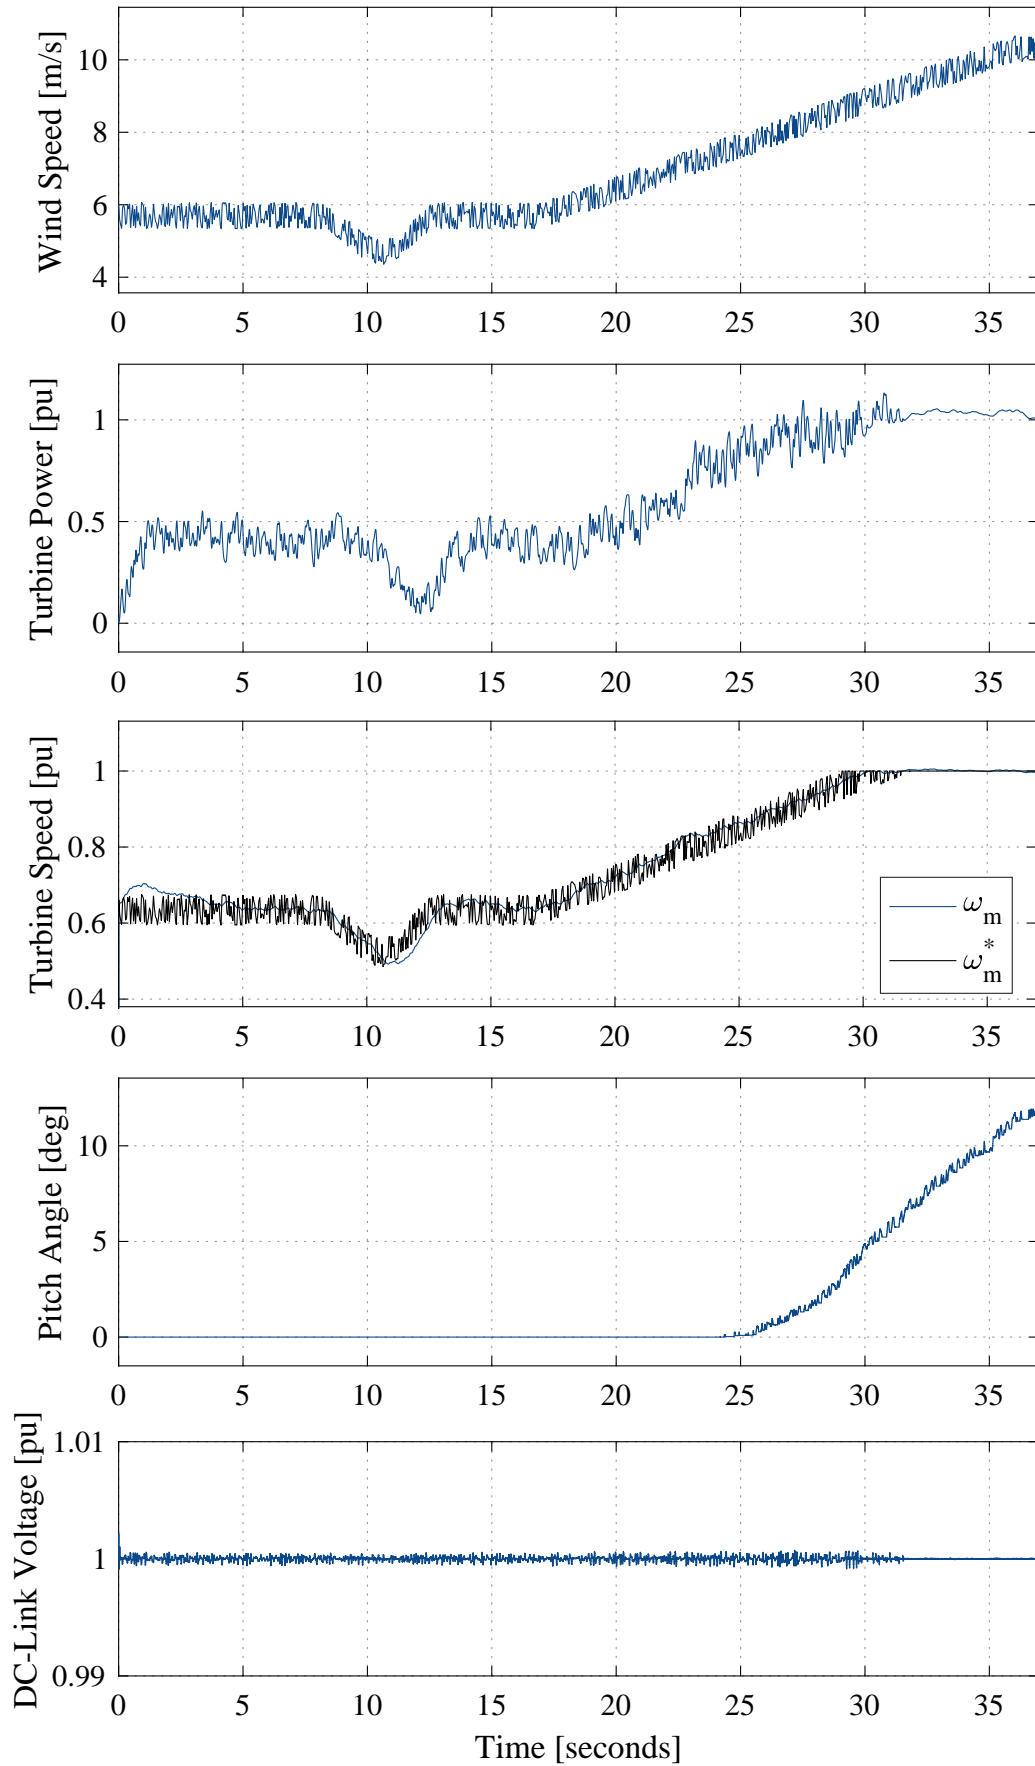 Wind Speed [m/s]
10
8
6
4
0 5 10 15 20 25 30 35
Turbine Power [pu]
1
0.5
0
0 5 10 15 20 25 30 35
Turbine Speed [pu]
1
0.8
0.6
0.4
ω_m
ω_m^*
0 5 10 15 20 25 30 35
Pitch Angle [deg]
10
5
0
0 5 10 15 20 25 30 35
DC-Link Voltage [pu]
1.01
1
0.99
0 5 10 15 20 25 30 35
Time [seconds]